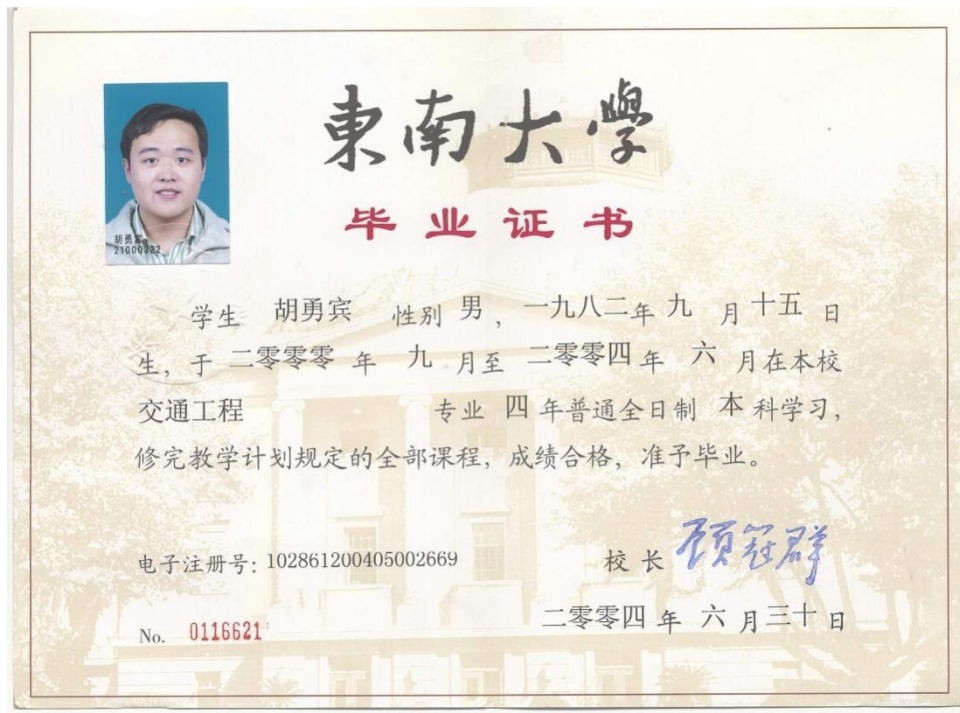 東南大學
毕业证书
胡勇宾
21000222
学生 胡勇宾 性别 男，一九八二年九月十五日
生，于二零零零年九月至二零零四年六月在本校
交通工程 专业四年普通全日制本科学习，
修完教学计划规定的全部课程，成绩合格，准予毕业。
电子注册号：102861200405002669
校长 顾冠群
二零零四年六月三十日
No. 0116621